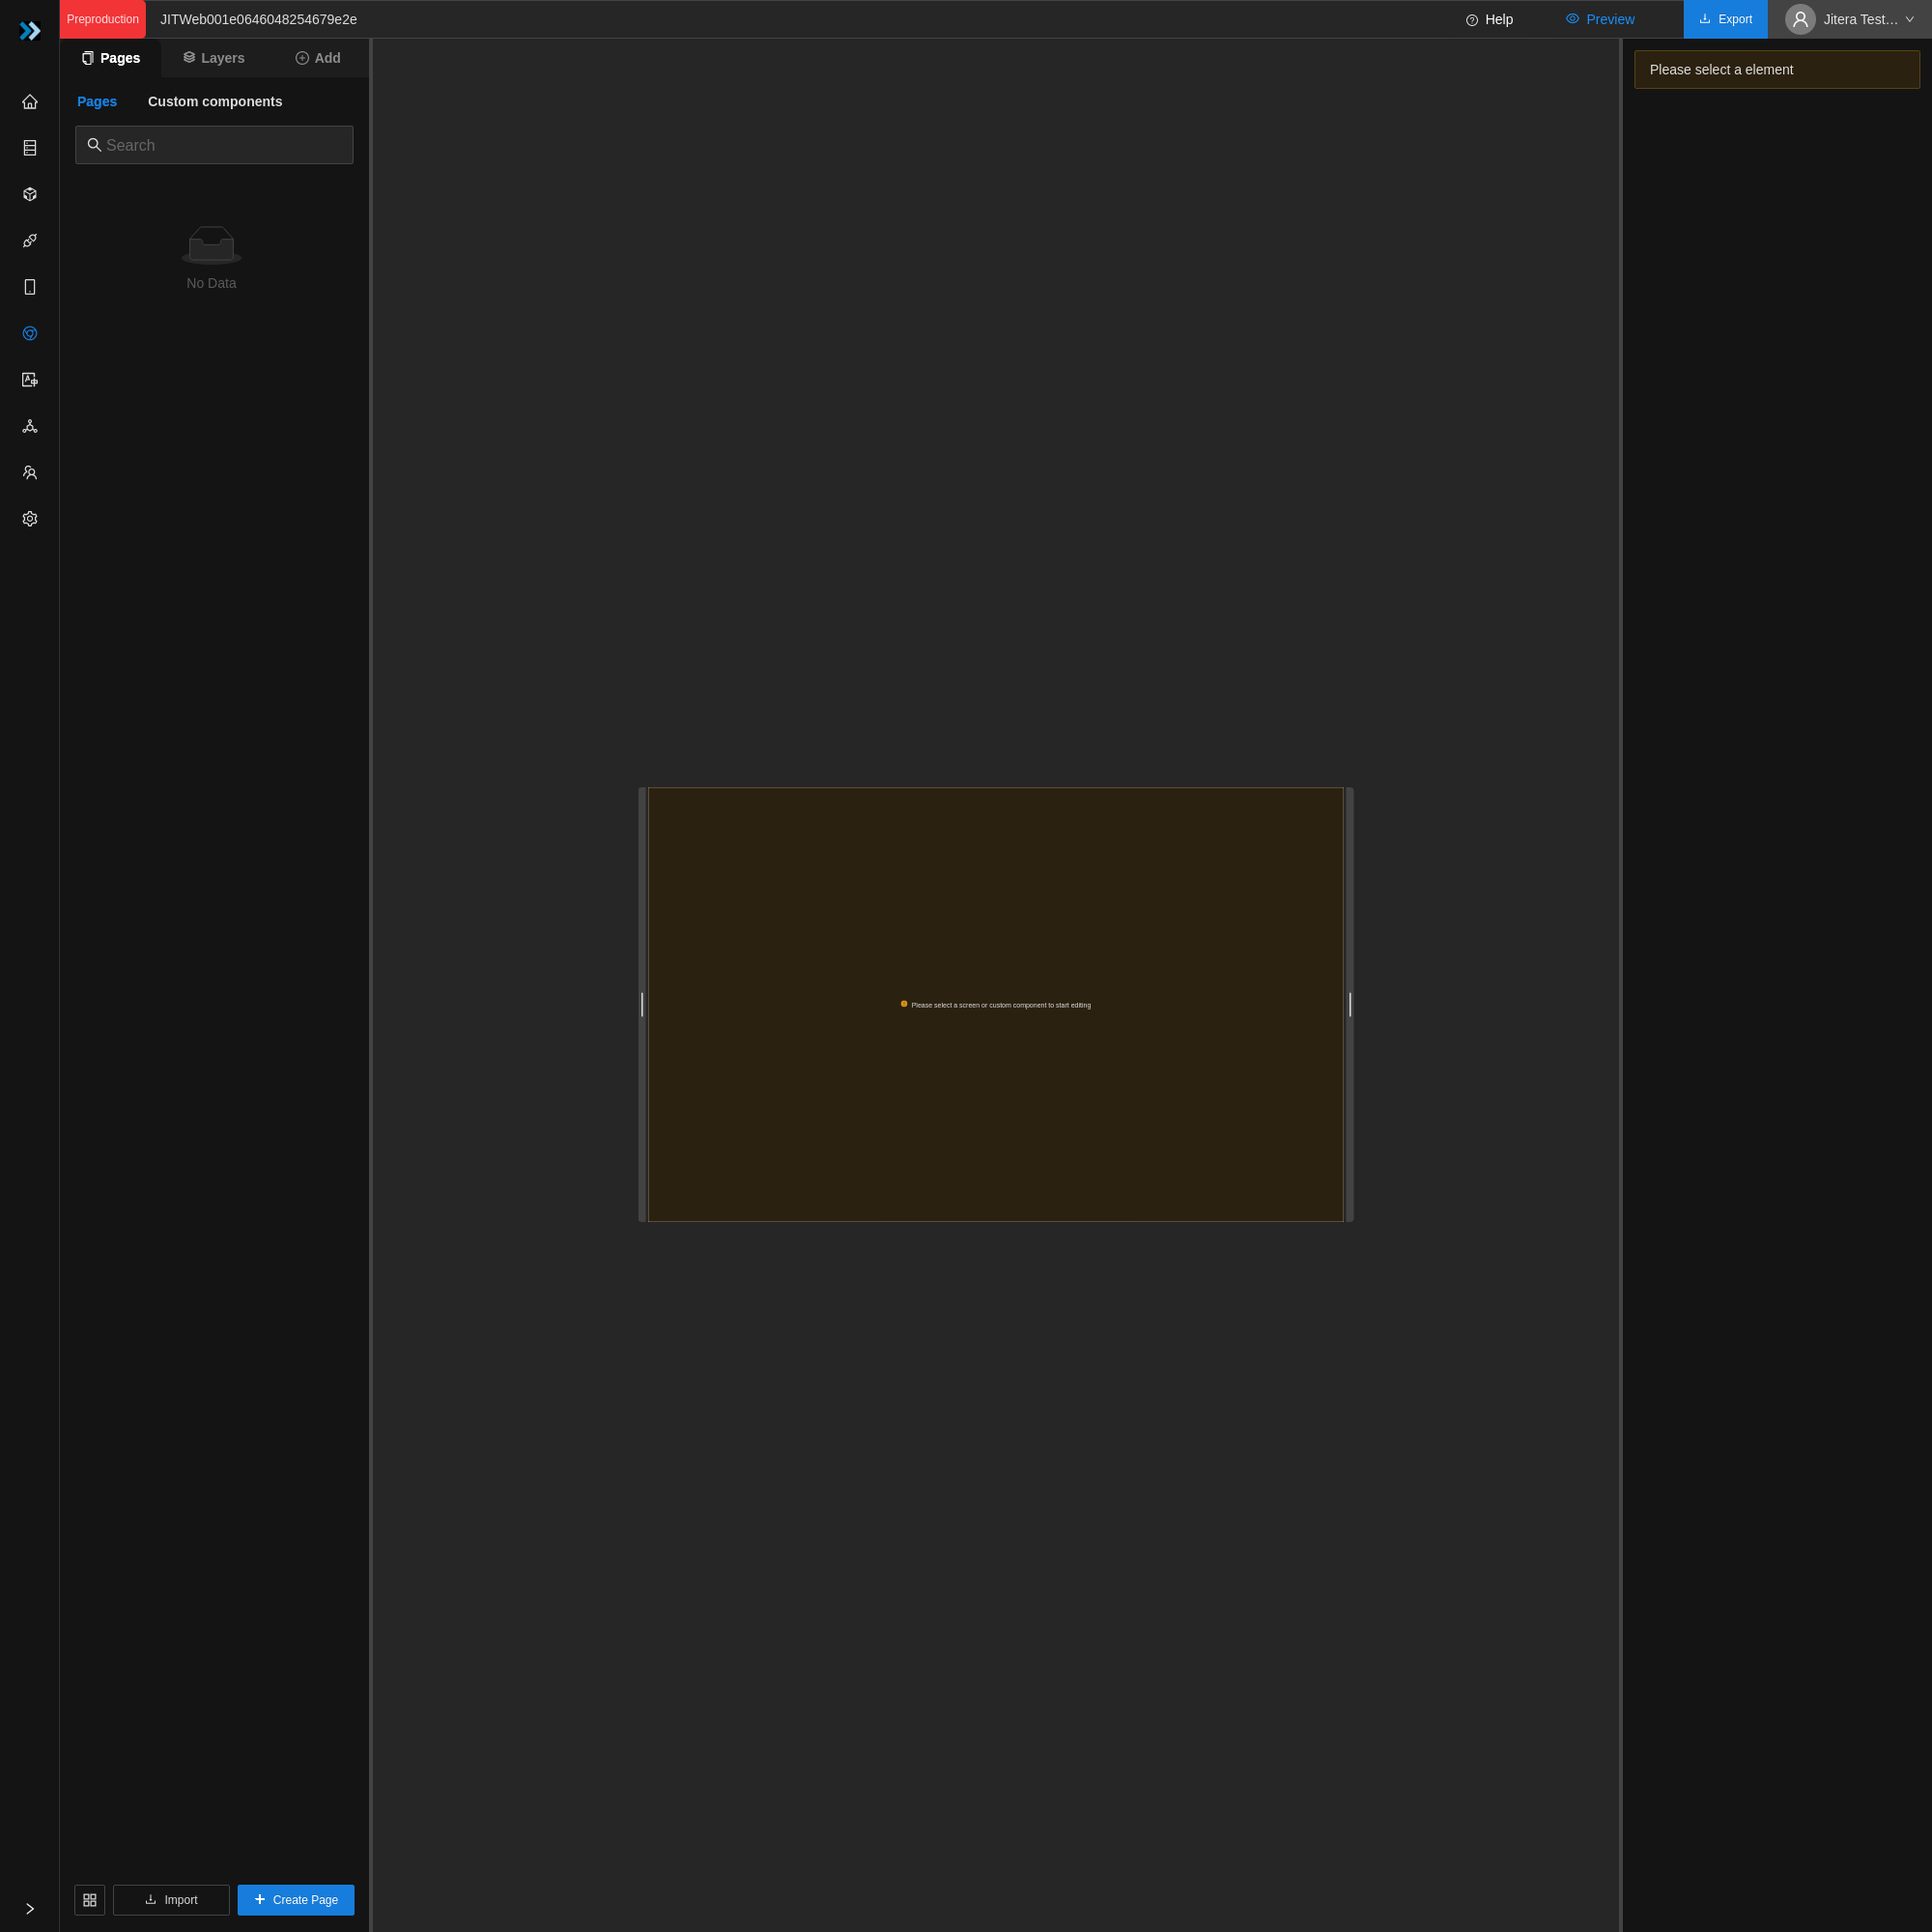 Preproduction
JITWeb001e0646048254679e2e
Help
Preview
Export
Jitera Test...
Pages
Layers
Add
Please select a element
Pages
Custom components
Search
No Data
Please select a screen or custom component to start editing
Import
Create Page